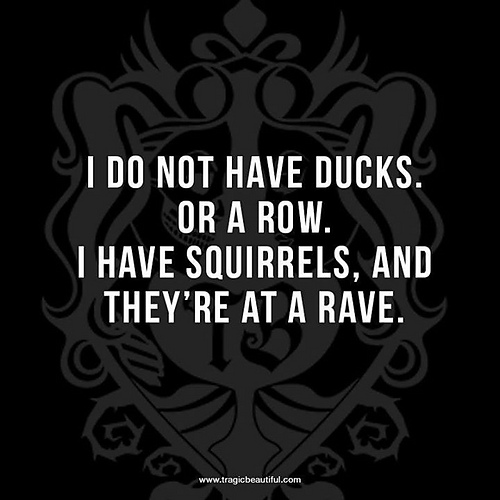 I DO NOT HAVE DUCKS.
OR A ROW.
I HAVE SQUIRRELS, AND
THEY'RE AT A RAVE.
www.tragicbeautiful.com